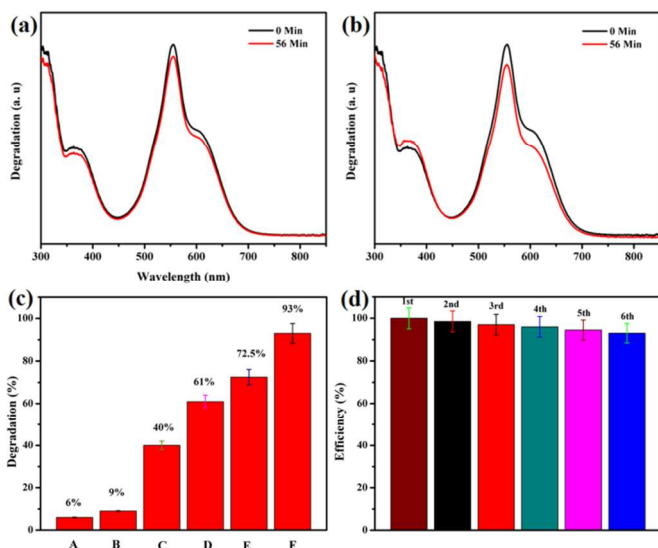 (a)
0 Min
56 Min
Degradation (a. u)
300 400 500 600 700 800
Wavelength (nm)
(b)
0 Min
56 Min
Degradation (a. u)
300 400 500 600 700 800
(c)
Degradation (%)
100
80
60
40
20
0
6%
9%
40%
61%
72.5%
93%
A B C D E F
(d)
Efficiency (%)
100
80
60
40
20
0
1st
2nd
3rd
4th
5th
6th